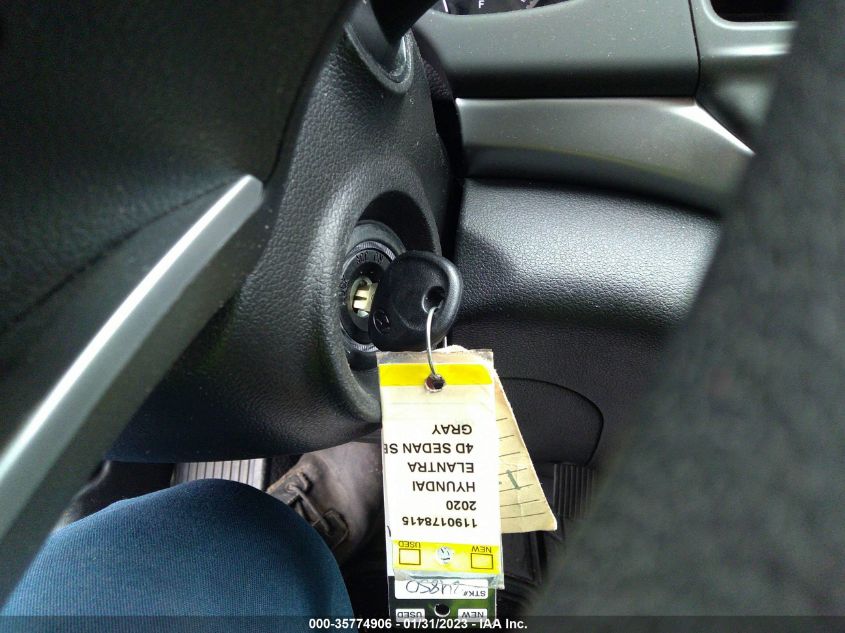 F
1190178415
2020
HYUNDAI
ELANTRA
4D SEDAN SE
GRAY
NEW USED
STK#
NEW USED
000-35774906 - 01/31/2023 - IAA Inc.